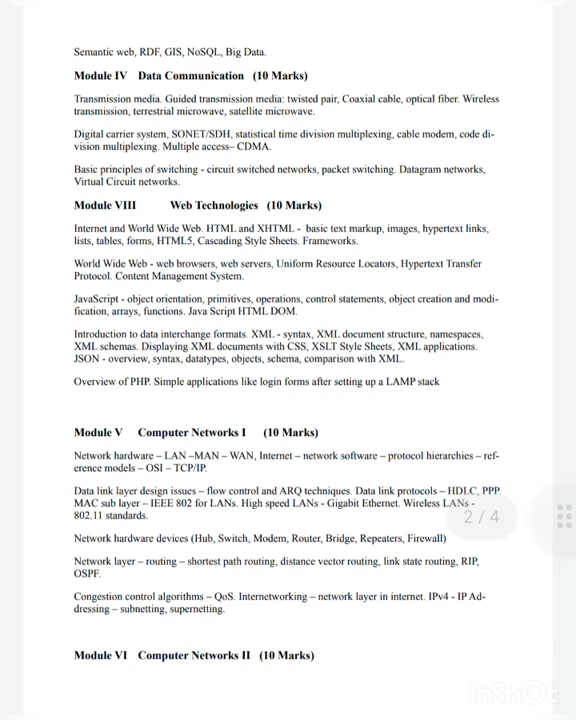 Semantic web, RDF, GIS, NoSQL, Big Data.
Module IV Data Communication (10 Marks)
Transmission media. Guided transmission media: twisted pair, Coaxial cable, optical fiber. Wireless
transmission, terrestrial microwave, satellite microwave.
Digital carrier system, SONET/SDH, statistical time division multiplexing, cable modem, code di-
vision multiplexing. Multiple access– CDMA.
Basic principles of switching - circuit switched networks, packet switching. Datagram networks,
Virtual Circuit networks.
Module VIII Web Technologies (10 Marks)
Internet and World Wide Web. HTML and XHTML - basic text markup, images, hypertext links,
lists, tables, forms, HTML5, Cascading Style Sheets. Frameworks.
World Wide Web - web browsers, web servers, Uniform Resource Locators, Hypertext Transfer
Protocol. Content Management System.
JavaScript - object orientation, primitives, operations, control statements, object creation and modi-
fication, arrays, functions. Java Script HTML DOM.
Introduction to data interchange formats. XML - syntax, XML document structure, namespaces,
XML schemas. Displaying XML documents with CSS, XSLT Style Sheets, XML applications.
JSON - overview, syntax, datatypes, objects, schema, comparison with XML.
Overview of PHP. Simple applications like login forms after setting up a LAMP stack
Module V Computer Networks I (10 Marks)
Network hardware – LAN –MAN – WAN, Internet – network software – protocol hierarchies – ref-
erence models – OSI – TCP/IP.
Data link layer design issues – flow control and ARQ techniques. Data link protocols – HDLC, PPP.
MAC sub layer – IEEE 802 for LANs. High speed LANs - Gigabit Ethernet. Wireless LANs -
802.11 standards.
2 / 4
Network hardware devices (Hub, Switch, Modem, Router, Bridge, Repeaters, Firewall)
Network layer – routing – shortest path routing, distance vector routing, link state routing, RIP,
OSPF.
Congestion control algorithms – QoS. Internetworking – network layer in internet. IPv4 - IP Ad-
dressing – subnetting, supernetting.
Module VI Computer Networks II (10 Marks)
InShOt